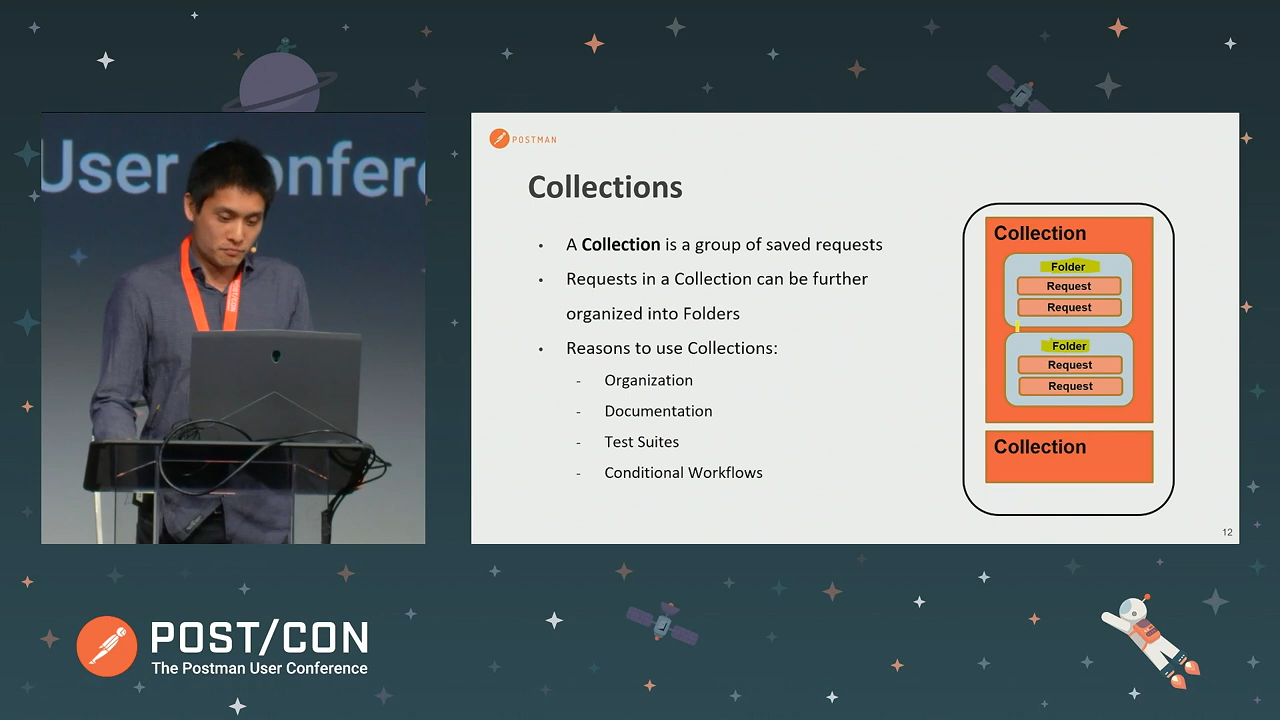 User Confere
POSTMAN
Collections
• A Collection is a group of saved requests
• Requests in a Collection can be further
organized into Folders
• Reasons to use Collections:
- Organization
- Documentation
- Test Suites
- Conditional Workflows
Collection
Folder
Request
Request
Folder
Request
Request
Collection
12
POST/CON
The Postman User Conference